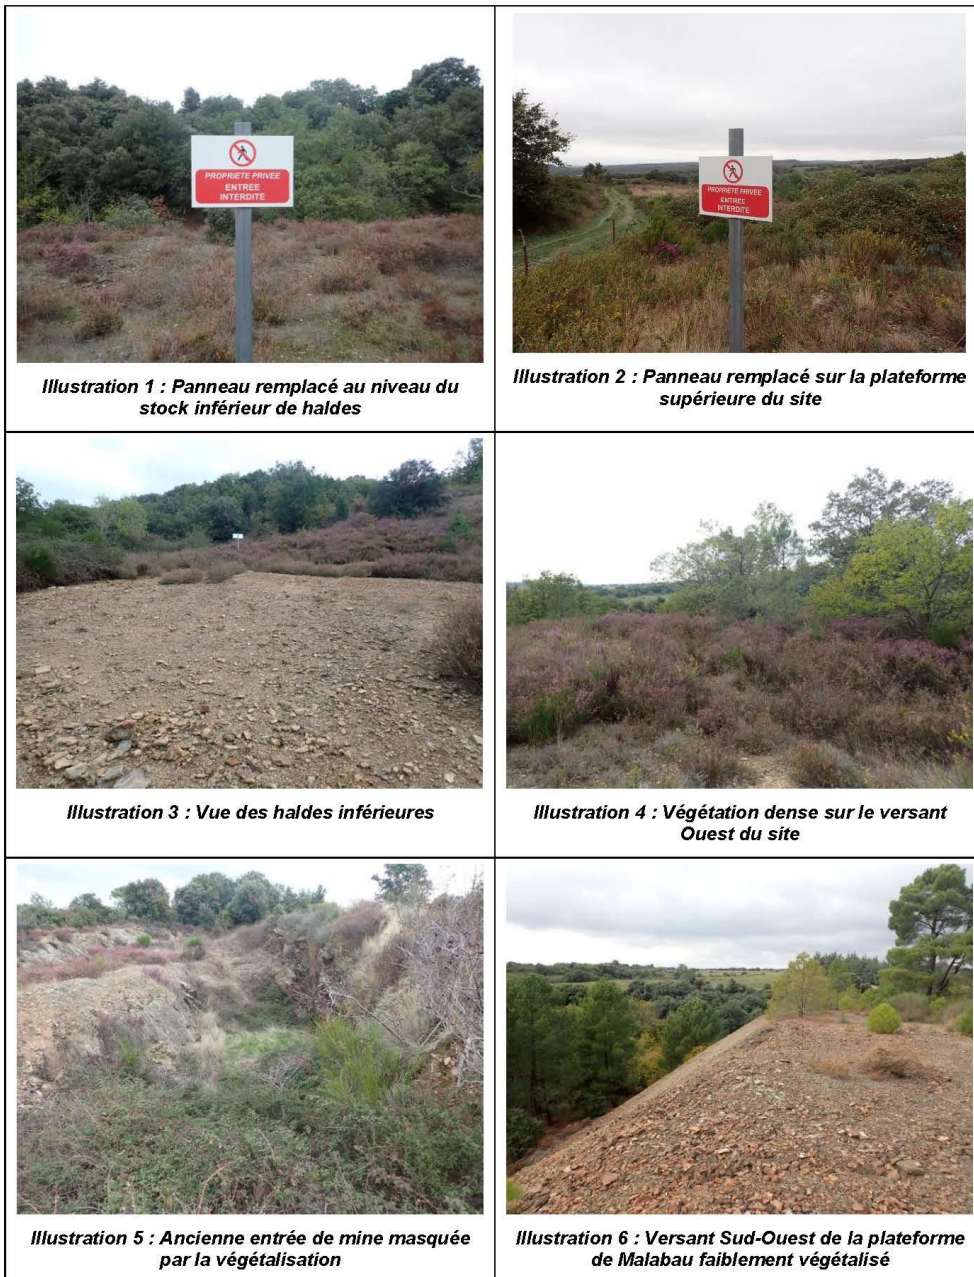 PROPRIETE PRIVEE
ENTREE
INTERDITE
Illustration 1 : Panneau remplacé au niveau du
stock inférieur de haldes
PROPRIETE PRIVEE
ENTREE
INTERDITE
Illustration 2 : Panneau remplacé sur la plateforme
supérieure du site
Illustration 3 : Vue des haldes inférieures
Illustration 4 : Végétation dense sur le versant
Ouest du site
Illustration 5 : Ancienne entrée de mine masquée
par la végétalisation
Illustration 6 : Versant Sud-Ouest de la plateforme
de Malabau faiblement végétalisé